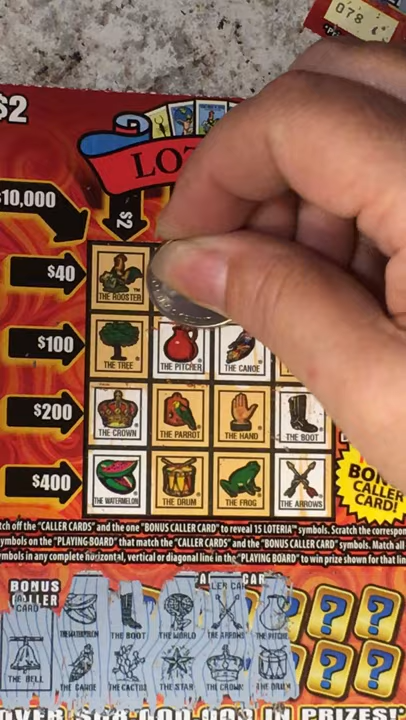 078
$2
LOT
$10,000
$2
$40
THE ROOSTER
$100
THE TREE THE PITCHER THE CANOE
$200
THE CROWN THE PARROT THE HAND THE BOOT
$400
THE WATERMELON THE DRUM THE FROG THE ARROWS
BONUS
CALLER
CARD!
tch off the "CALLER CARDS" and the one "BONUS CALLER CARD" to reveal 15 LOTERIA™ symbols. Scratch the correspon
ymbols on the "PLAYING BOARD" that match the "CALLER CARDS" and the "BONUS CALLER CARD" symbols. Match all
mbols in any complete horizontal, vertical or diagonal line in the "PLAYING BOARD" to win prize shown for that lin
BONUS
CALLER
CARD
THE WATERMELON THE BOOT THE WORLD THE ARROWS THE PITCHER
? ?
THE BELL THE CANOE THE CACTUS THE STAR THE CROWN THE DRUM
? ?
IN PRIZES!